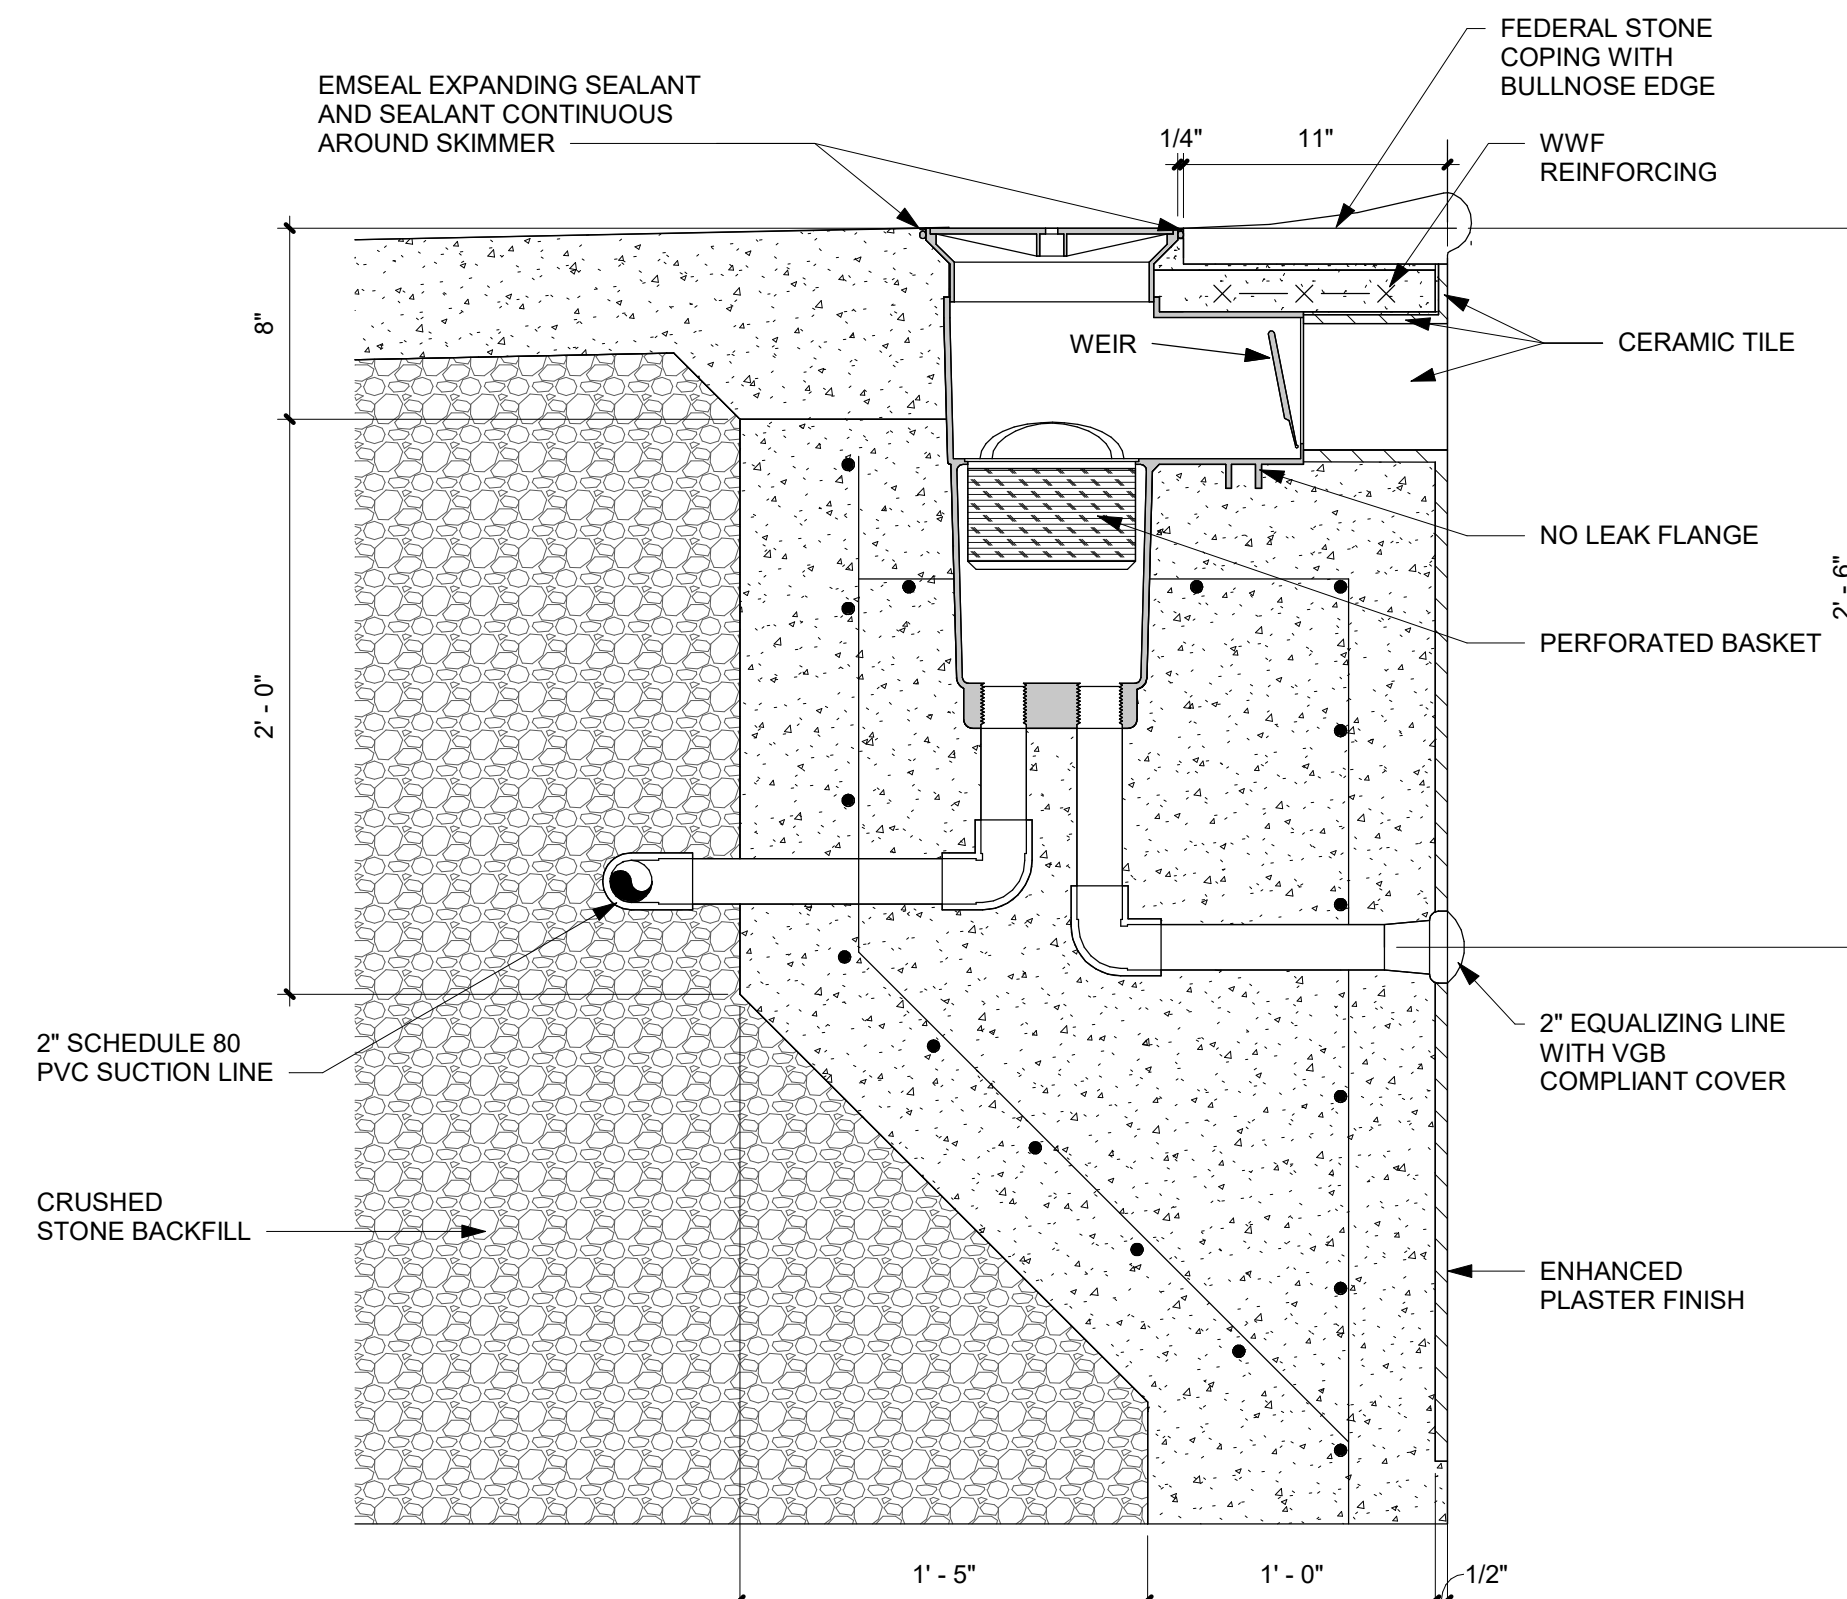 FEDERAL STONE
COPING WITH
BULLNOSE EDGE
EMSEAL EXPANDING SEALANT
AND SEALANT CONTINUOUS
AROUND SKIMMER
1/4"
11"
WWF
REINFORCING
8"
WEIR
CERAMIC TILE
NO LEAK FLANGE
2' - 6"
PERFORATED BASKET
2' - 0"
2" SCHEDULE 80
PVC SUCTION LINE
2" EQUALIZING LINE
WITH VGB
COMPLIANT COVER
CRUSHED
STONE BACKFILL
ENHANCED
PLASTER FINISH
1' - 5"
1' - 0"
1/2"